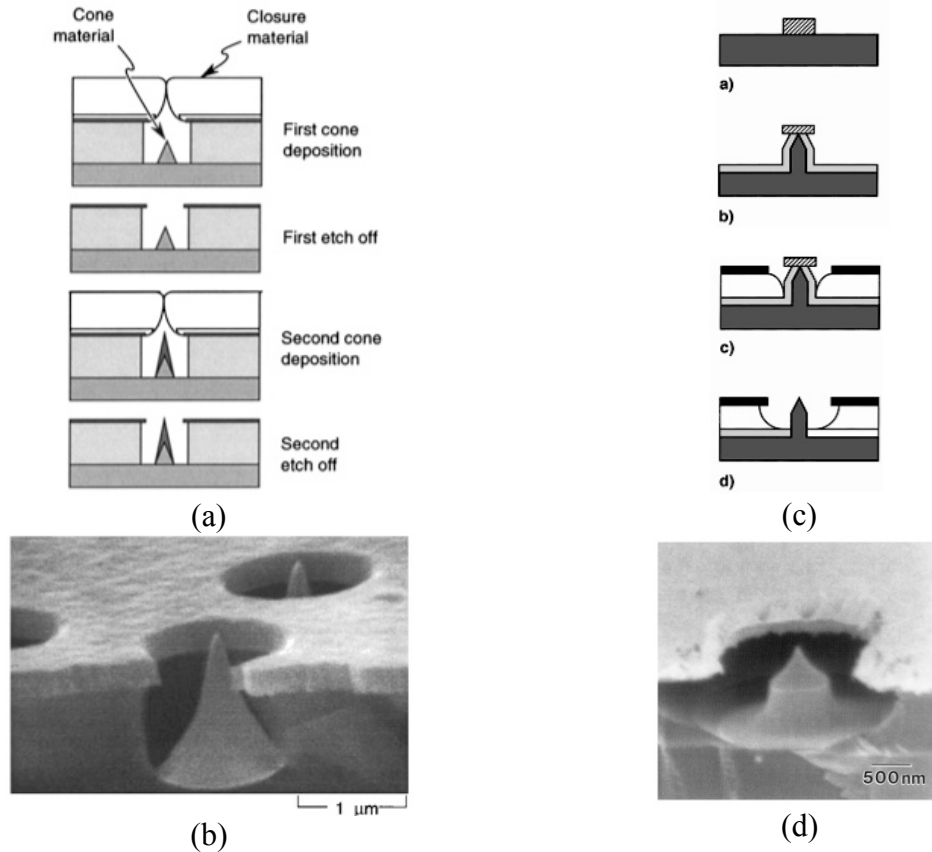 Cone
material
Closure
material
First cone
deposition
First etch off
Second cone
deposition
Second
etch off
(a)
1 μm
(b)
a)
b)
c)
d)
(c)
500nm
(d)